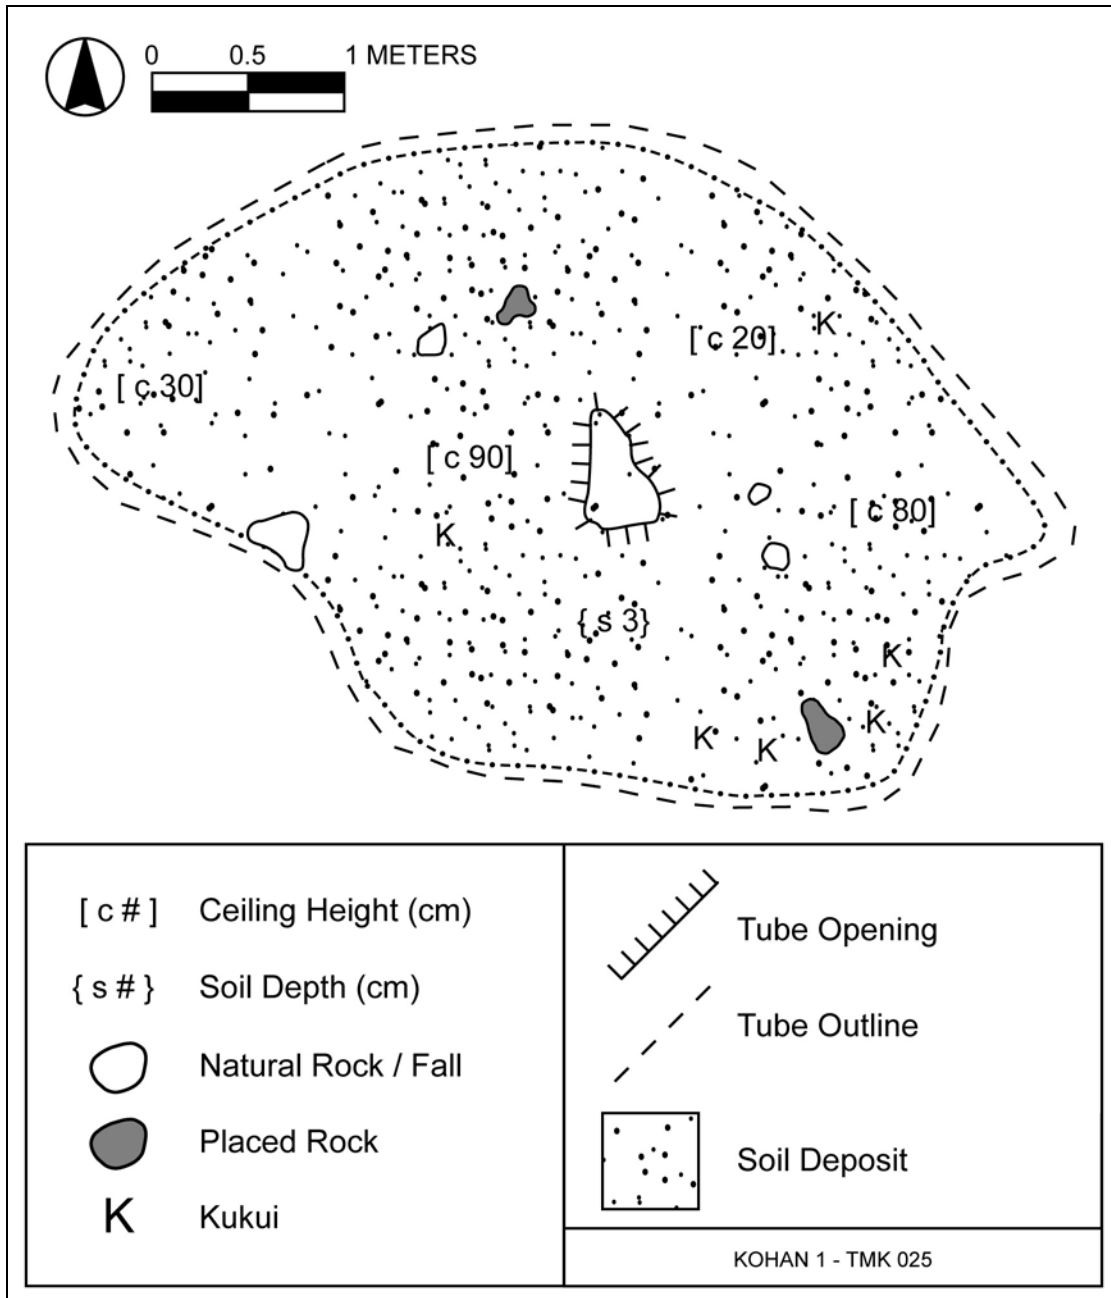 0 0.5 1 METERS
K
[ c 20]
[ c 30]
[ c 90]
[ c 80]
K
{ s 3}
K
K
K
K
[ c # ] Ceiling Height (cm)
{ s # } Soil Depth (cm)
Natural Rock / Fall
Placed Rock
K Kukui
Tube Opening
Tube Outline
Soil Deposit
KOHAN 1 - TMK 025